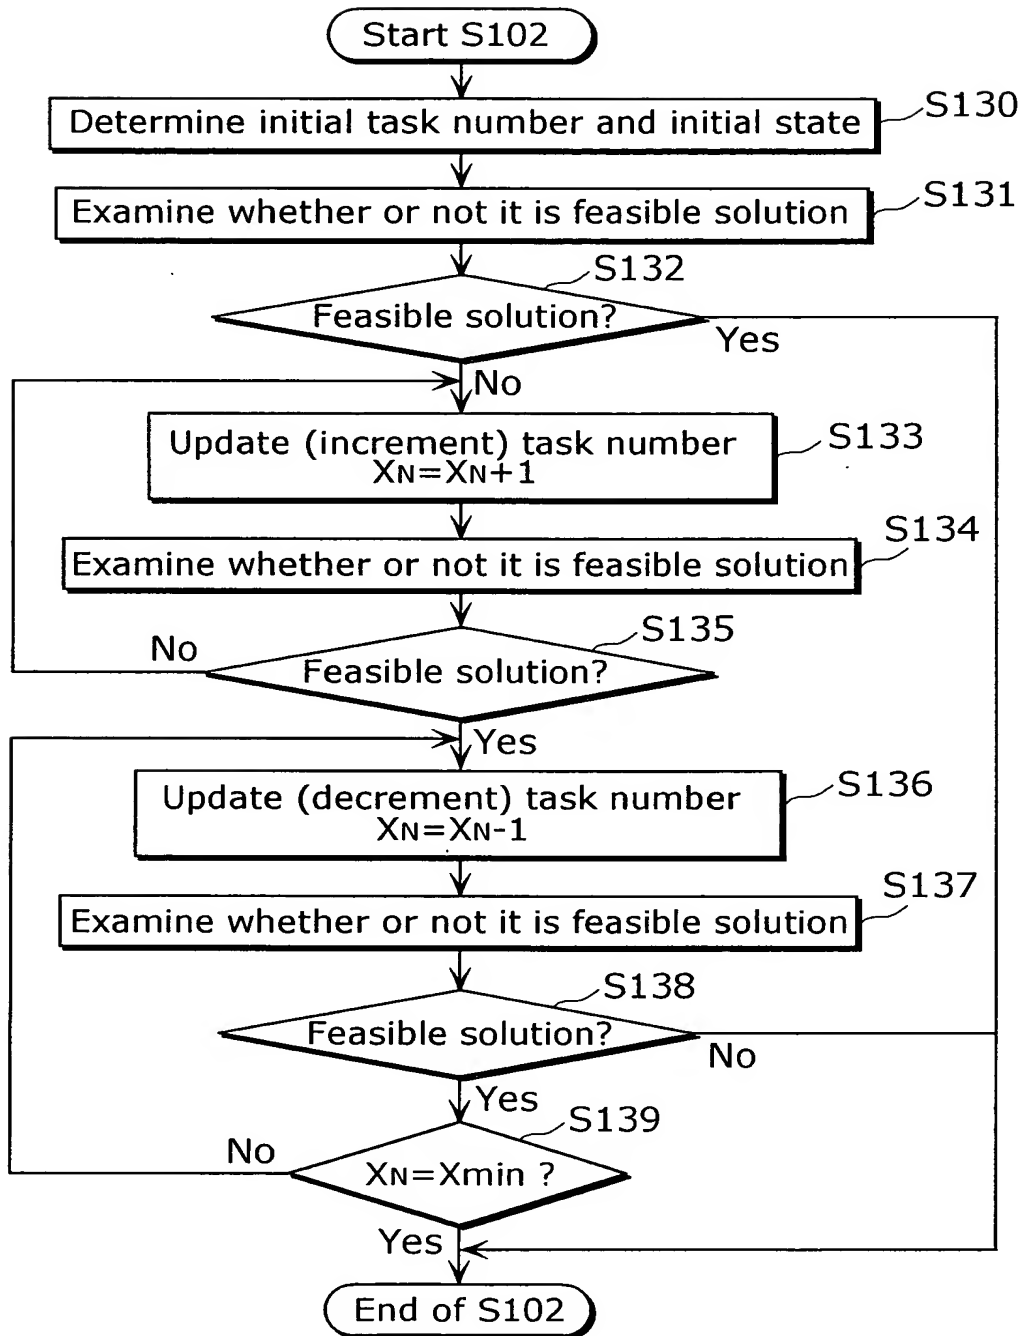 Start S102
Determine initial task number and initial state
S130
Examine whether or not it is feasible solution
S131
S132
Feasible solution?
Yes
No
Update (increment) task number
XN=XN+1
S133
Examine whether or not it is feasible solution
S134
S135
Feasible solution?
No
Yes
Update (decrement) task number
XN=XN-1
S136
Examine whether or not it is feasible solution
S137
S138
Feasible solution?
No
Yes
S139
XN=Xmin ?
No
Yes
End of S102